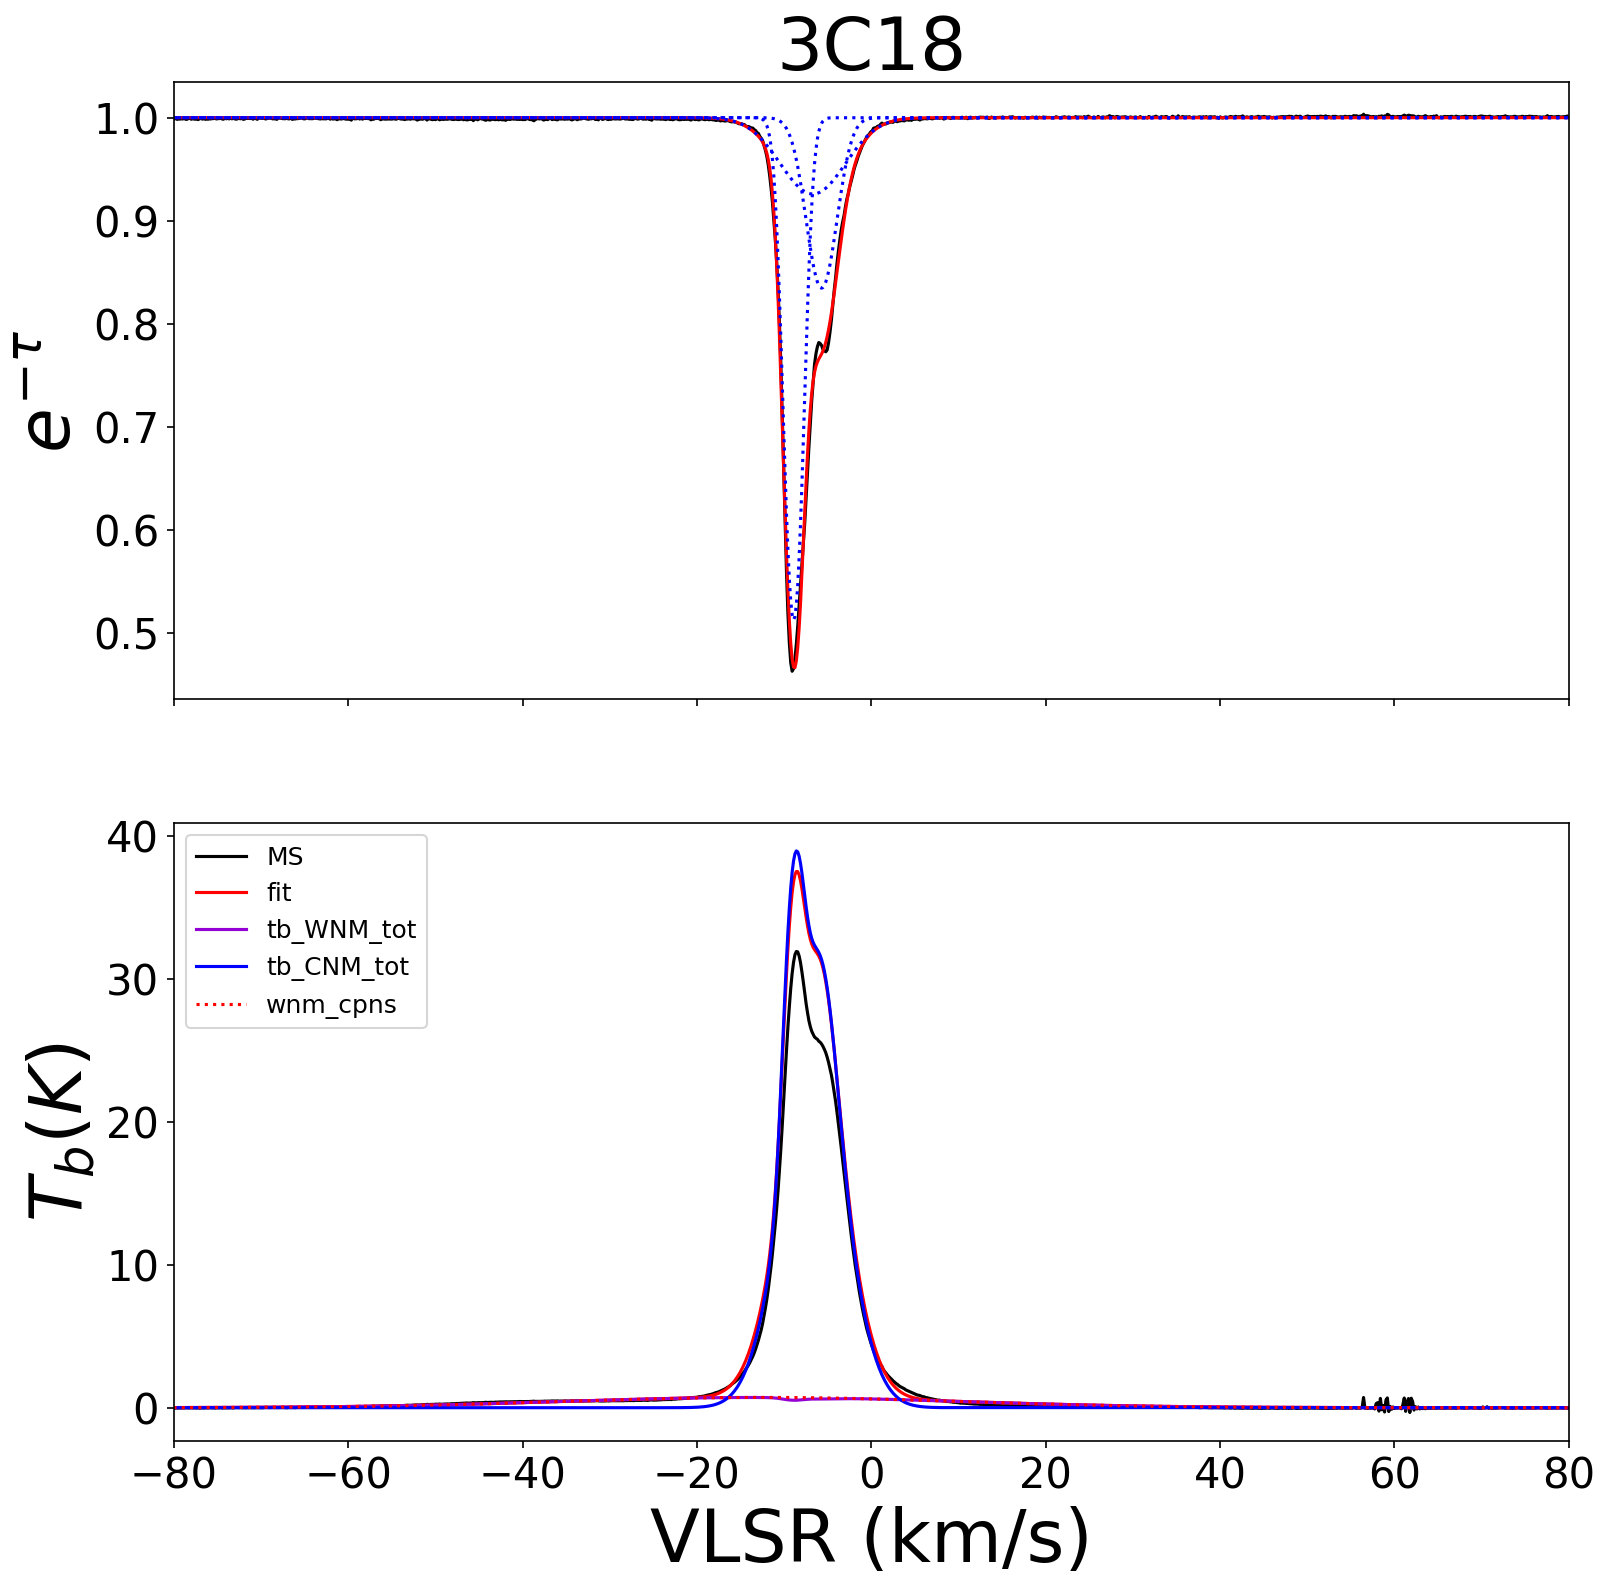 3C18
1.0
0.9
0.8
0.7
0.6
0.5
e^{-τ}
40
30
20
10
0
T_b(K)
MS
fit
tb_WNM_tot
tb_CNM_tot
wnm_cpns
−80 −60 −40 −20 0 20 40 60 80
VLSR (km/s)